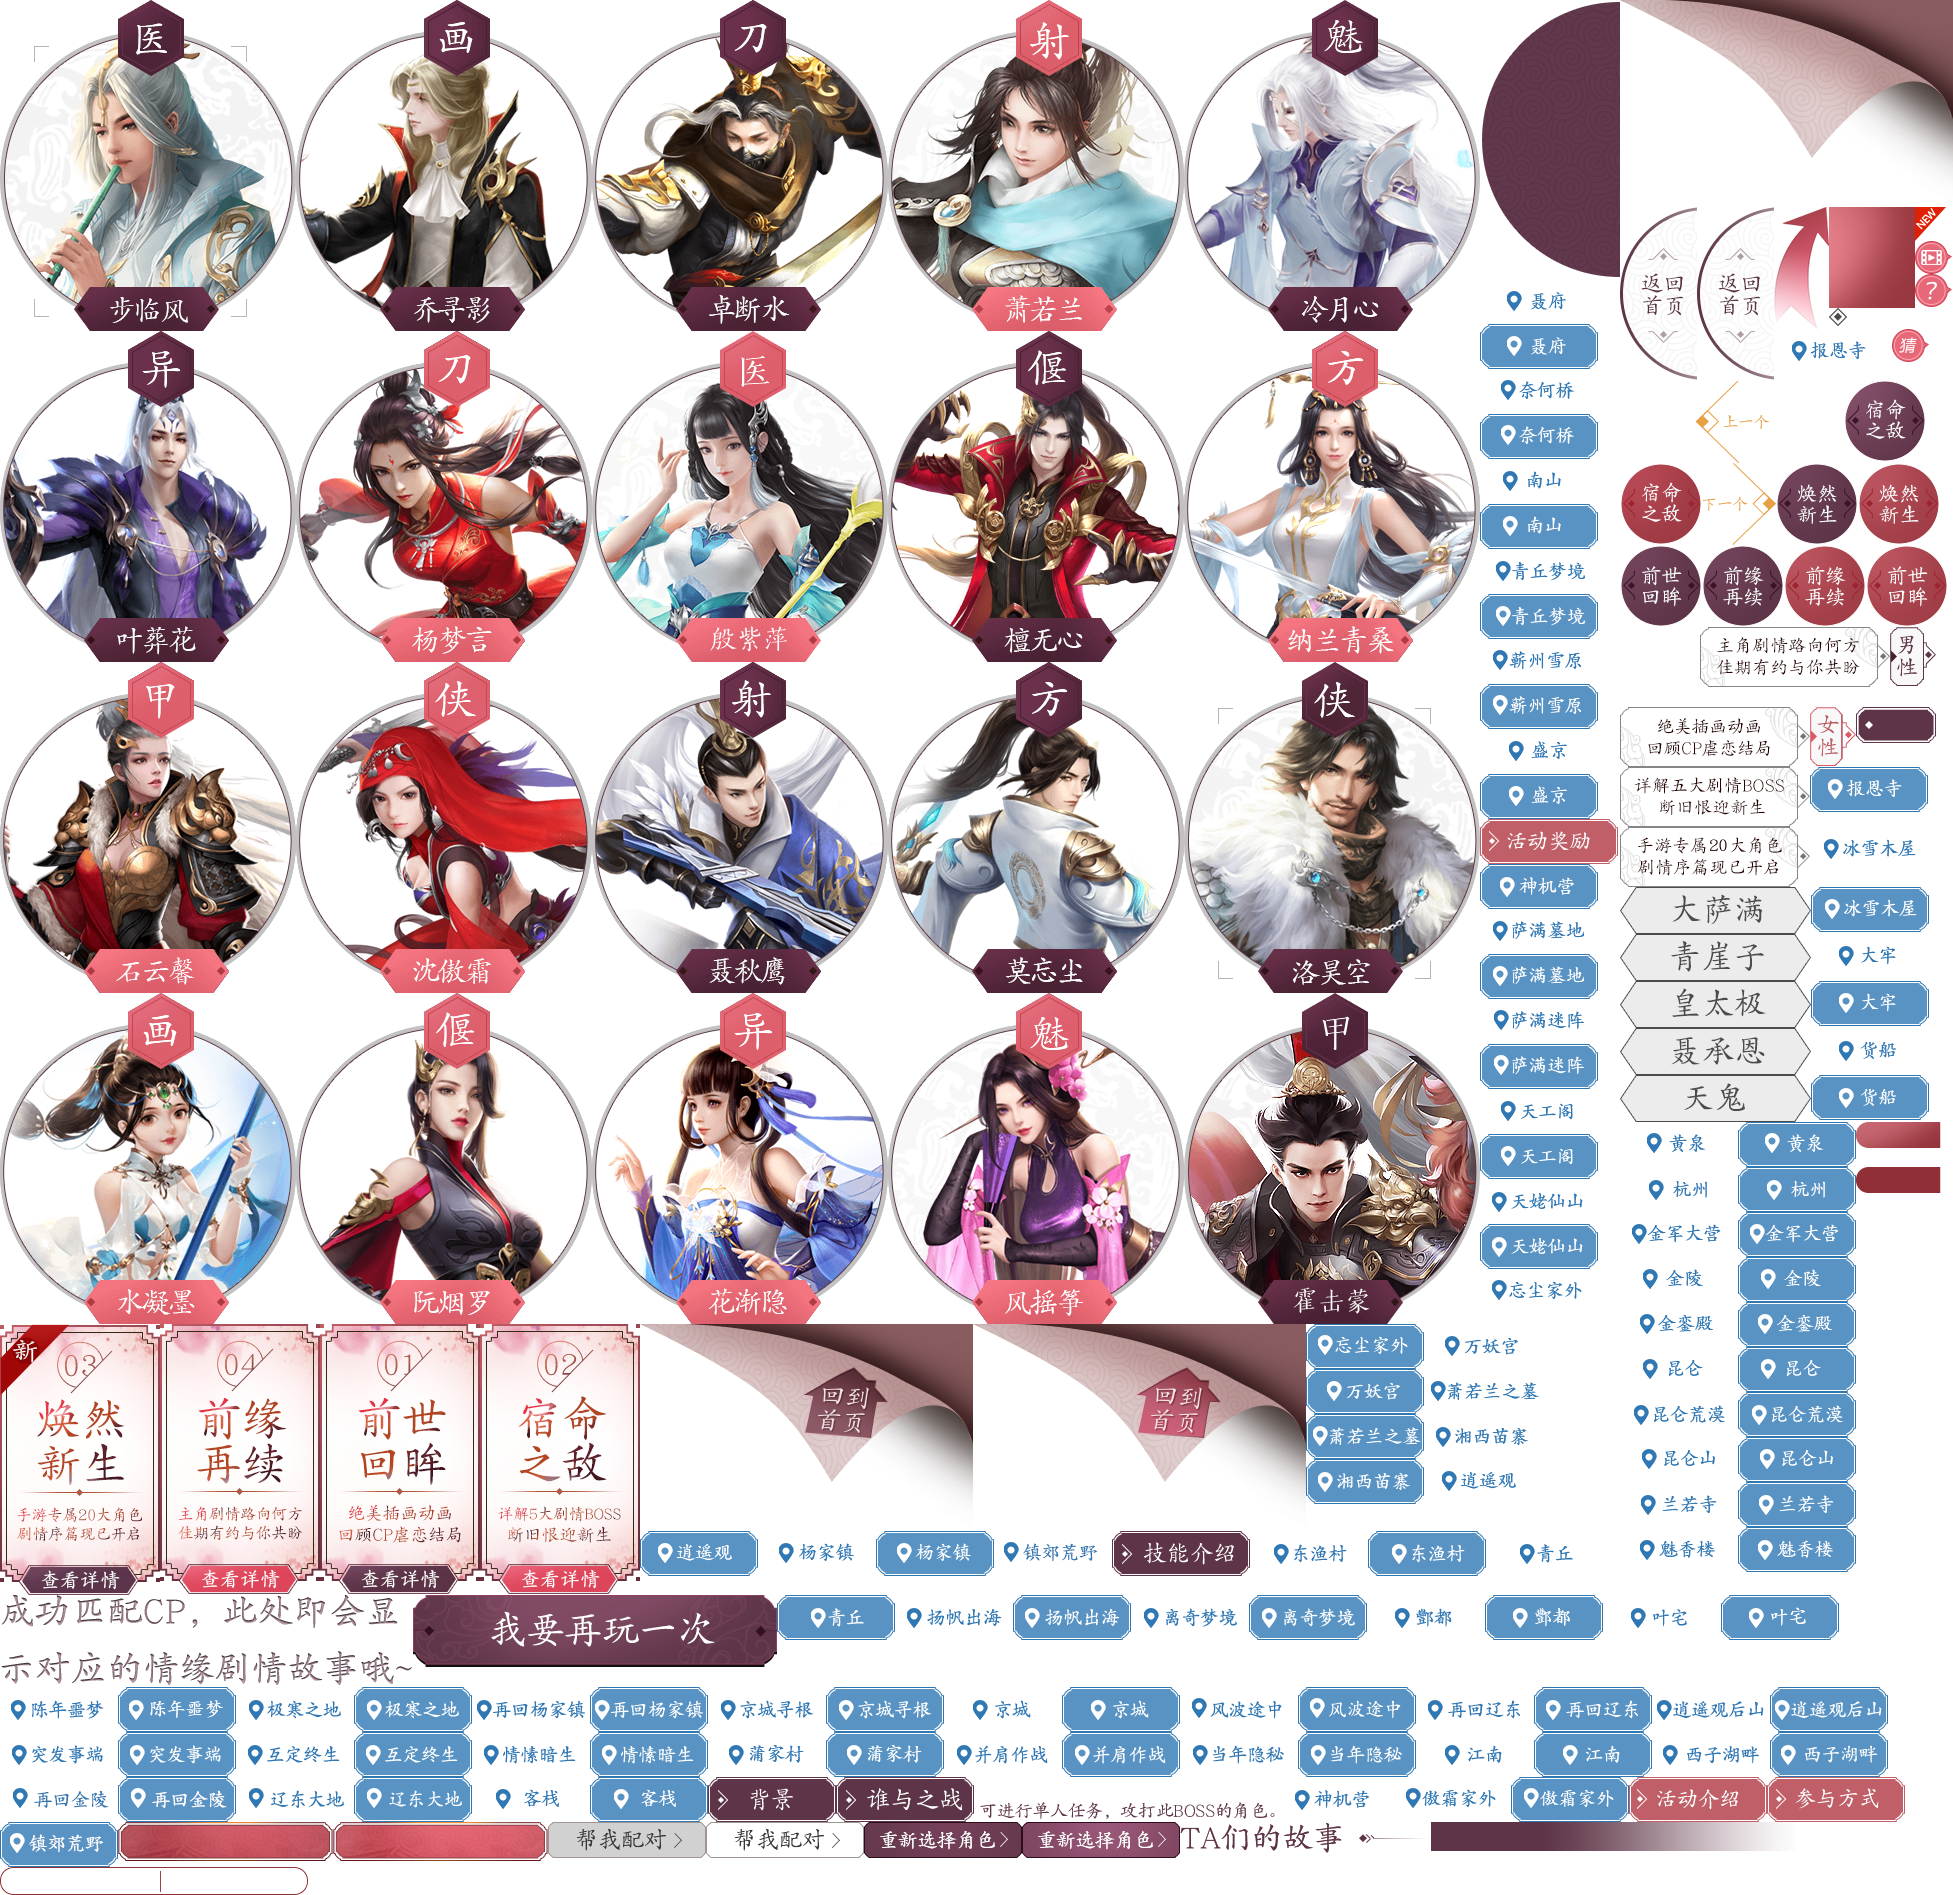 医
画
刀
射
魅
步临风
乔寻影
卓断水
萧若兰
冷月心
异
刀
医
偃
方
叶葬花
杨梦言
殷紫萍
檀无心
纳兰青桑
甲
侠
射
方
侠
石云馨
沈傲霜
聂秋鹰
莫忘尘
洛昊空
画
偃
异
魅
甲
水凝墨
阮烟罗
花渐隐
风摇筝
霍击蒙
聂府
聂府
奈何桥
奈何桥
南山
南山
青丘梦境
青丘梦境
蕲州雪原
蕲州雪原
盛京
盛京
活动奖励
神机营
萨满墓地
萨满墓地
萨满迷阵
萨满迷阵
天工阁
天工阁
天姥仙山
天姥仙山
忘尘家外
返回
首页
返回
首页
NEW
?
猜
报恩寺
上一个
宿命
之敌
宿命
之敌
下一个
焕然
新生
焕然
新生
前世
回眸
前缘
再续
前缘
再续
前世
回眸
主角剧情路向何方
佳期有约与你共盼
男性
绝美插画动画
回顾CP虐恋结局
女性
详解五大剧情BOSS
断旧恨迎新生
报恩寺
手游专属20大角色
剧情序篇现已开启
冰雪木屋
大萨满
冰雪木屋
青崖子
大牢
皇太极
大牢
聂承恩
货船
天鬼
货船
黄泉
黄泉
杭州
杭州
金军大营
金军大营
金陵
金陵
金銮殿
金銮殿
昆仑
昆仑
昆仑荒漠
昆仑荒漠
昆仑山
昆仑山
兰若寺
兰若寺
魅香楼
魅香楼
新
03
焕然
新生
手游专属20大角色
剧情序篇现已开启
查看详情
04
前缘
再续
主角剧情路向何方
佳期有约与你共盼
查看详情
01
前世
回眸
绝美插画动画
回顾CP虐恋结局
查看详情
02
宿命
之敌
详解5大剧情BOSS
断旧恨迎新生
查看详情
回到
首页
回到
首页
忘尘家外
万妖宫
万妖宫
萧若兰之墓
萧若兰之墓
湘西苗寨
湘西苗寨
逍遥观
逍遥观
杨家镇
杨家镇
镇郊荒野
技能介绍
东渔村
东渔村
青丘
成功匹配CP，此处即会显
示对应的情缘剧情故事哦~
我要再玩一次
青丘
扬帆出海
扬帆出海
离奇梦境
离奇梦境
酆都
酆都
叶宅
叶宅
陈年噩梦
陈年噩梦
极寒之地
极寒之地
再回杨家镇
再回杨家镇
京城寻根
京城寻根
京城
京城
风波途中
风波途中
再回辽东
再回辽东
逍遥观后山
逍遥观后山
突发事端
突发事端
互定终生
互定终生
情愫暗生
情愫暗生
蒲家村
蒲家村
并肩作战
并肩作战
当年隐秘
当年隐秘
江南
江南
西子湖畔
西子湖畔
再回金陵
再回金陵
辽东大地
辽东大地
客栈
客栈
背景
谁与之战
可进行单人任务，攻打此BOSS的角色。
神机营
傲霜家外
傲霜家外
活动介绍
参与方式
镇郊荒野
帮我配对
帮我配对
重新选择角色
重新选择角色
TA们的故事